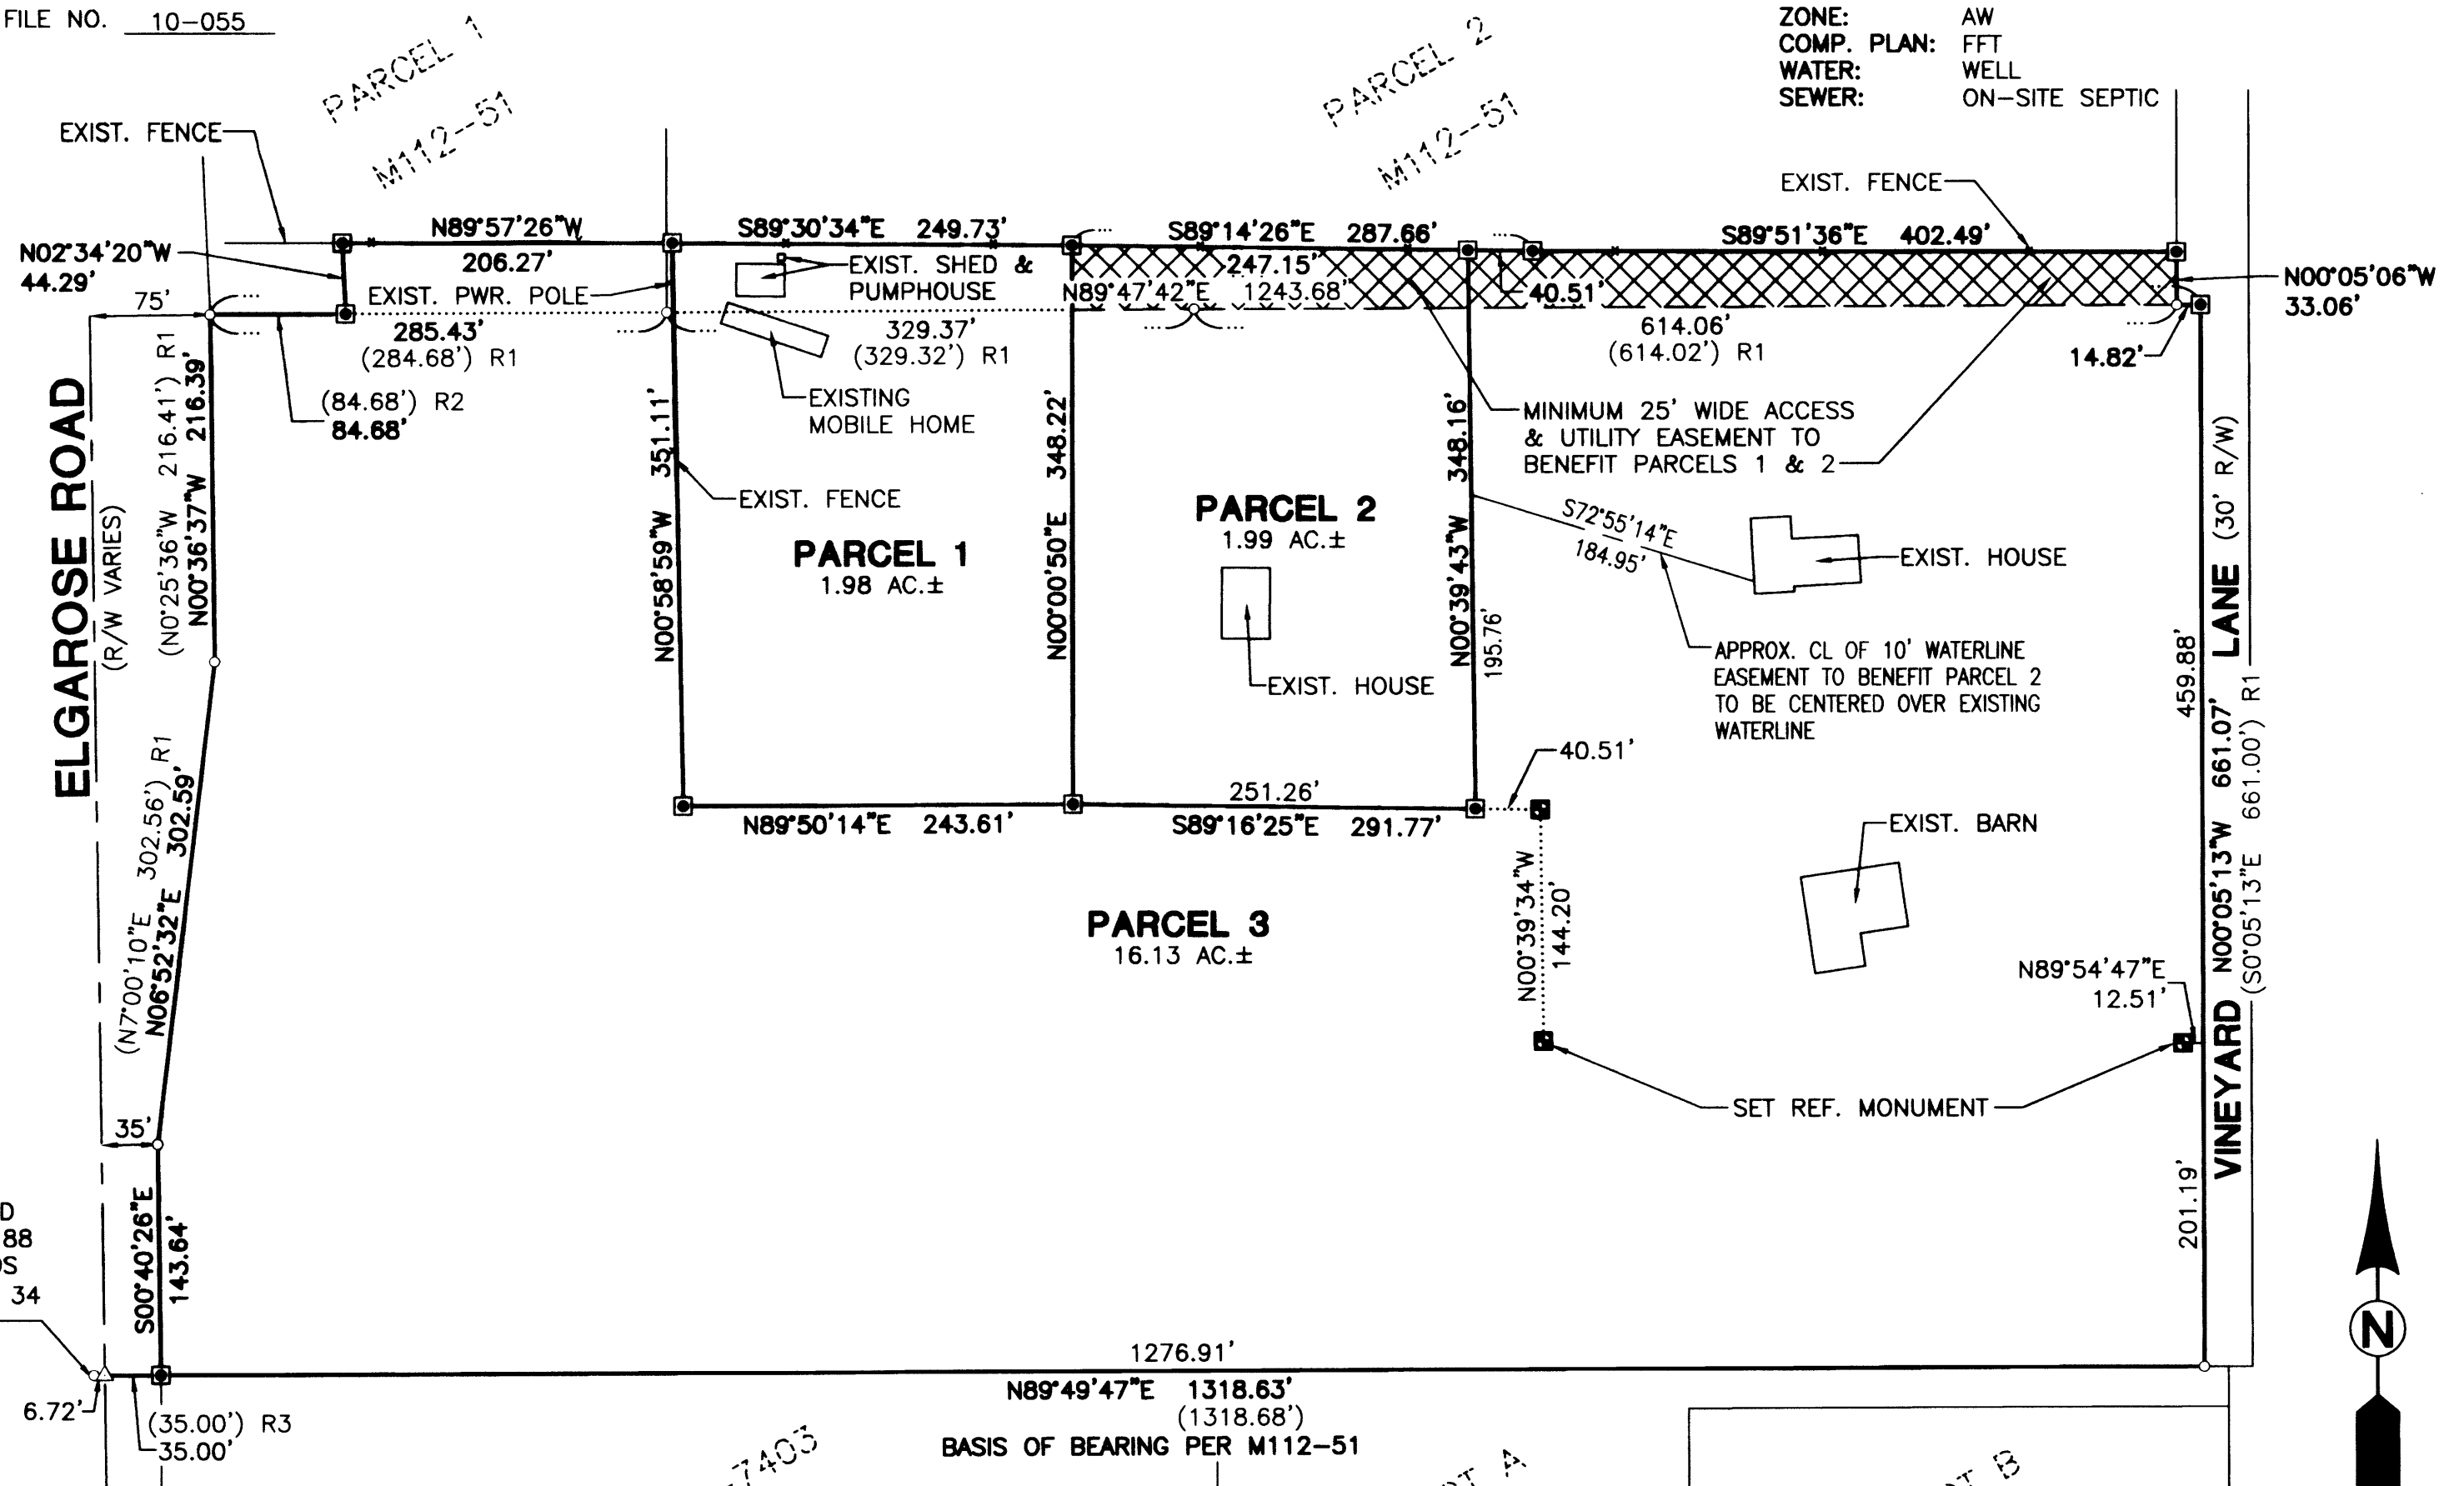 FILE NO. 10-055
PARCEL 1
M112-51
PARCEL 2
M112-51
ZONE: AW
COMP. PLAN: FFT
WATER: WELL
SEWER: ON-SITE SEPTIC
EXIST. FENCE
EXIST. FENCE
N02°34'20"W
44.29'
N89°57'26"W
206.27'
S89°30'34"E 249.73'
S89°14'26"E 287.66'
247.15'
S89°51'36"E 402.49'
N00°05'06"W
33.06'
75'
EXIST. PWR. POLE
EXIST. SHED &
PUMPHOUSE
N89°47'42"E 1243.68'
40.51'
285.43'
(284.68') R1
329.37'
(329.32') R1
614.06'
(614.02') R1
14.82'
(84.68') R2
84.68'
EXISTING
MOBILE HOME
EXIST. FENCE
MINIMUM 25' WIDE ACCESS
& UTILITY EASEMENT TO
BENEFIT PARCELS 1 & 2
ELGAROSE ROAD
(R/W VARIES)
(N0°25'36"W 216.41') R1
N00°36'37"W 216.39'
(N7°00'10"E 302.56') R1
N06°52'32"E 302.59'
N00°58'59"W 351.11'
PARCEL 1
1.98 AC.±
N00°00'50"E 348.22'
PARCEL 2
1.99 AC.±
EXIST. HOUSE
N00°39'43"W 348.16'
195.76'
S72°55'14"E
184.95'
EXIST. HOUSE
APPROX. CL OF 10' WATERLINE
EASEMENT TO BENEFIT PARCEL 2
TO BE CENTERED OVER EXISTING
WATERLINE
40.51'
N89°50'14"E 243.61'
251.26'
S89°16'25"E 291.77'
EXIST. BARN
PARCEL 3
16.13 AC.±
N00°39'34"W
144.20'
N89°54'47"E
12.51'
SET REF. MONUMENT
459.88'
201.19'
VINEYARD LANE (30' R/W)
N00°05'13"W 661.07'
(S0°05'13"E 661.00') R1
35'
S00°40'26"E
143.64'
D
88
OS
34
6.72'
(35.00') R3
35.00'
1276.91'
N89°49'47"E 1318.63'
(1318.68')
BASIS OF BEARING PER M112-51
7403
OT A
OT B
N